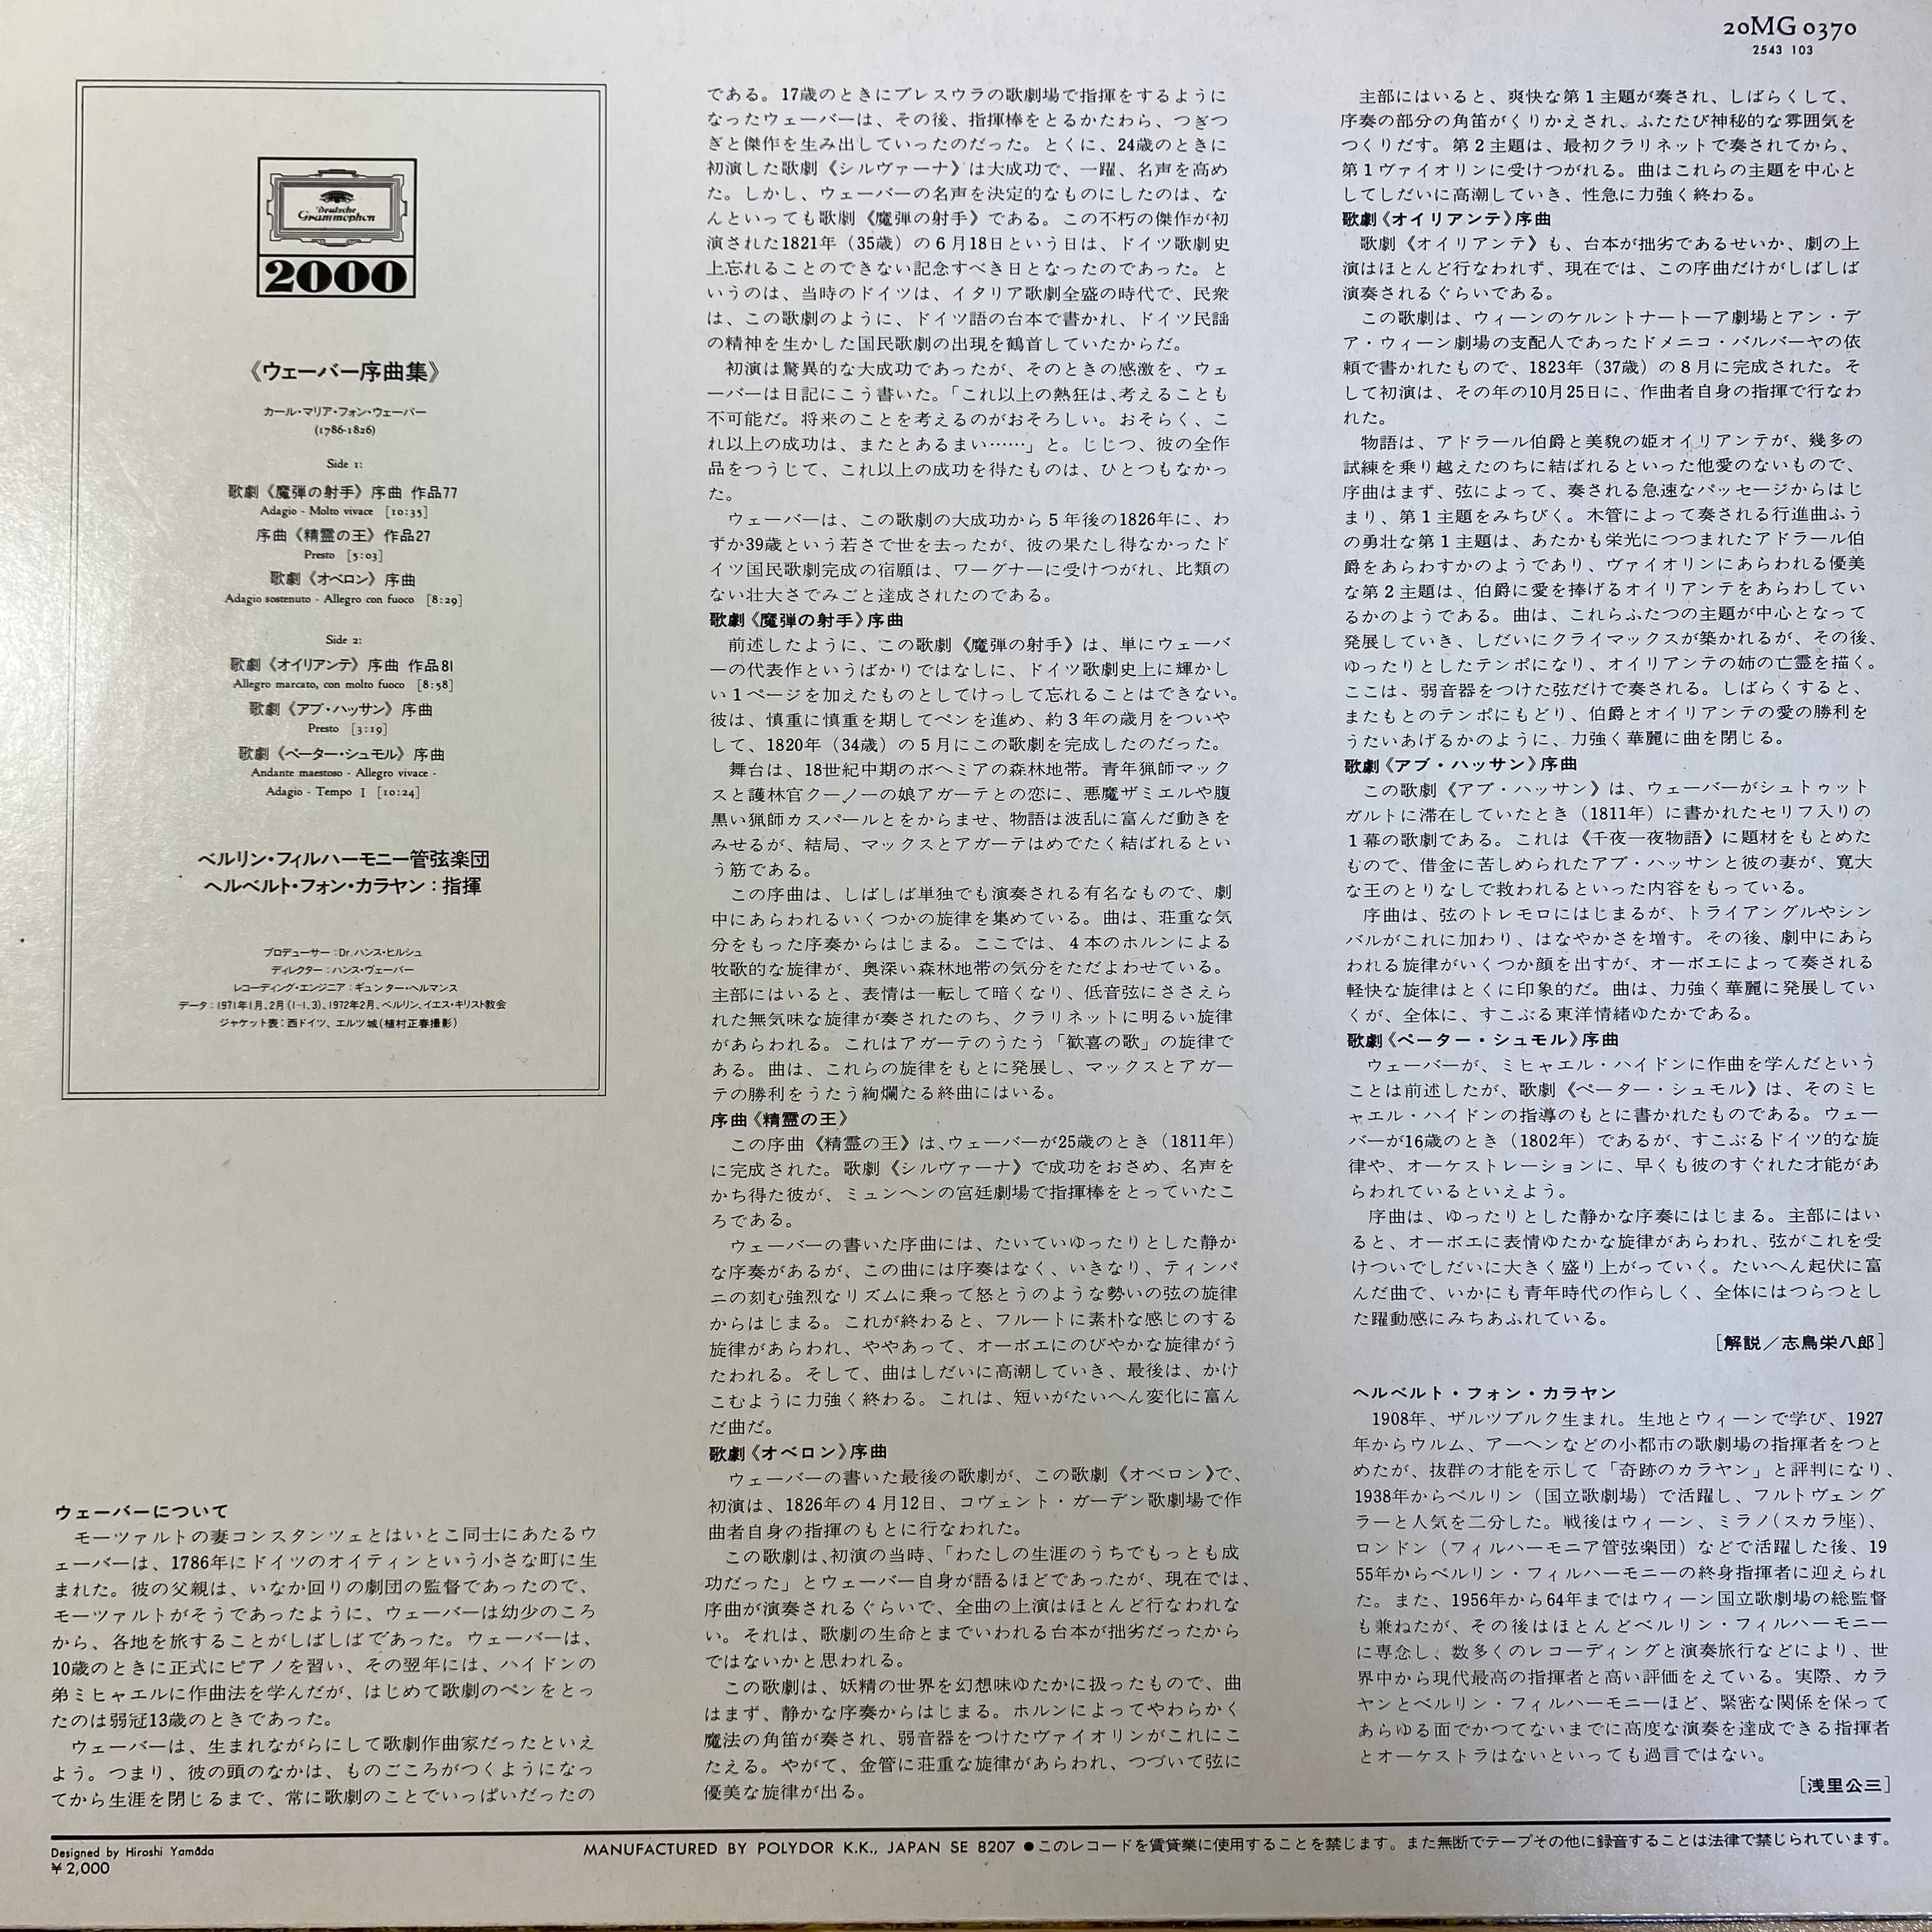 20MG 0370
2543 103
Deutsche
Grammophon
2000
《ウェーバー序曲集》
カール・マリア・フォン・ウェーバー
(1786-1826)
Side 1:
歌劇《魔弾の射手》序曲 作品77
Adagio - Molto vivace [10:35]
序曲《精霊の王》作品27
Presto [5:03]
歌劇《オベロン》序曲
Adagio sostenuto - Allegro con fuoco [8:29]
Side 2:
歌劇《オイリアンテ》序曲 作品81
Allegro marcato, con molto fuoco [8:58]
歌劇《アブ・ハッサン》序曲
Presto [3:19]
歌劇《ペーター・シュモル》序曲
Andante maestoso - Allegro vivace -
Adagio - Tempo I [10:24]
ベルリン・フィルハーモニー管弦楽団
ヘルベルト・フォン・カラヤン：指揮
プロデューサー：Dr.ハンス・ヒルシュ
ディレクター：ハンス・ヴェーバー
レコーディング・エンジニア：ギュンター・ヘルマンス
データ：1971年1月、2月(1-1、3)、1972年2月、ベルリン、イエス・キリスト教会
ジャケット表：西ドイツ、エルツ城(植村正春撮影)
ウェーバーについて
モーツァルトの妻コンスタンツェとはいとこ同士にあたるウ
ェーバーは、1786年にドイツのオイティンという小さな町に生
まれた。彼の父親は、いなか回りの劇団の監督であったので、
モーツァルトがそうであったように、ウェーバーは幼少のころ
から、各地を旅することがしばしばであった。ウェーバーは、
10歳のときに正式にピアノを習い、その翌年には、ハイドンの
弟ミヒャエルに作曲法を学んだが、はじめて歌劇のペンをとっ
たのは弱冠13歳のときであった。
ウェーバーは、生まれながらにして歌劇作曲家だったといえ
よう。つまり、彼の頭のなかは、ものごころがつくようになっ
てから生涯を閉じるまで、常に歌劇のことでいっぱいだったの
である。17歳のときにブレスウラの歌劇場で指揮をするように
なったウェーバーは、その後、指揮棒をとるかたわら、つぎつ
ぎと傑作を生み出していったのだった。とくに、24歳のときに
初演した歌劇《シルヴァーナ》は大成功で、一躍、名声を高め
た。しかし、ウェーバーの名声を決定的なものにしたのは、な
んといっても歌劇《魔弾の射手》である。この不朽の傑作が初
演された1821年（35歳）の6月18日という日は、ドイツ歌劇史
上忘れることのできない記念すべき日となったのであった。と
いうのは、当時のドイツは、イタリア歌劇全盛の時代で、民衆
は、この歌劇のように、ドイツ語の台本で書かれ、ドイツ民謡
の精神を生かした国民歌劇の出現を鶴首していたからだ。
初演は驚異的な大成功であったが、そのときの感激を、ウェ
ーバーは日記にこう書いた。「これ以上の熱狂は、考えることも
不可能だ。将来のことを考えるのがおそろしい。おそらく、こ
れ以上の成功は、またとあるまい……」と。じじつ、彼の全作
品をつうじて、これ以上の成功を得たものは、ひとつもなかっ
た。
ウェーバーは、この歌劇の大成功から5年後の1826年に、わ
ずか39歳という若さで世を去ったが、彼の果たし得なかったド
イツ国民歌劇完成の宿願は、ワーグナーに受けつがれ、比類の
ない壮大さでみごと達成されたのである。
歌劇《魔弾の射手》序曲
前述したように、この歌劇《魔弾の射手》は、単にウェーバ
ーの代表作というばかりではなしに、ドイツ歌劇史上に輝かし
い1ページを加えたものとしてけっして忘れることはできない。
彼は、慎重に慎重を期してペンを進め、約3年の歳月をついや
して、1820年（34歳）の5月にこの歌劇を完成したのだった。
舞台は、18世紀中期のボヘミアの森林地帯。青年猟師マック
スと護林官クーノーの娘アガーテとの恋に、悪魔ザミエルや腹
黒い猟師カスパールとをからませ、物語は波乱に富んだ動きを
みせるが、結局、マックスとアガーテはめでたく結ばれるとい
う筋である。
この序曲は、しばしば単独でも演奏される有名なもので、劇
中にあらわれるいくつかの旋律を集めている。曲は、荘重な気
分をもった序奏からはじまる。ここでは、4本のホルンによる
牧歌的な旋律が、奥深い森林地帯の気分をただよわせている。
主部にはいると、表情は一転して暗くなり、低音弦にささえら
れた無気味な旋律が奏されたのち、クラリネットに明るい旋律
があらわれる。これはアガーテのうたう「歓喜の歌」の旋律で
ある。曲は、これらの旋律をもとに発展し、マックスとアガー
テの勝利をうたう絢爛たる終曲にはいる。
序曲《精霊の王》
この序曲《精霊の王》は、ウェーバーが25歳のとき（1811年）
に完成された。歌劇《シルヴァーナ》で成功をおさめ、名声を
かち得た彼が、ミュンヘンの宮廷劇場で指揮棒をとっていたこ
ろである。
ウェーバーの書いた序曲には、たいていゆったりとした静か
な序奏があるが、この曲には序奏はなく、いきなり、ティンパ
ニの刻む強烈なリズムに乗って怒とうのような勢いの弦の旋律
からはじまる。これが終わると、フルートに素朴な感じのする
旋律があらわれ、ややあって、オーボエにのびやかな旋律がう
たわれる。そして、曲はしだいに高潮していき、最後は、かけ
こむように力強く終わる。これは、短いがたいへん変化に富ん
だ曲だ。
歌劇《オベロン》序曲
ウェーバーの書いた最後の歌劇が、この歌劇《オベロン》で、
初演は、1826年の4月12日、コヴェント・ガーデン歌劇場で作
曲者自身の指揮のもとに行なわれた。
この歌劇は、初演の当時、「わたしの生涯のうちでもっとも成
功だった」とウェーバー自身が語るほどであったが、現在では、
序曲が演奏されるぐらいで、全曲の上演はほとんど行なわれな
い。それは、歌劇の生命とまでいわれる台本が拙劣だったから
ではないかと思われる。
この歌劇は、妖精の世界を幻想味ゆたかに扱ったもので、曲
はまず、静かな序奏からはじまる。ホルンによってやわらかく
魔法の角笛が奏され、弱音器をつけたヴァイオリンがこれにこ
たえる。やがて、金管に荘重な旋律があらわれ、つづいて弦に
優美な旋律が出る。
主部にはいると、爽快な第1主題が奏され、しばらくして、
序奏の部分の角笛がくりかえされ、ふたたび神秘的な雰囲気を
つくりだす。第2主題は、最初クラリネットで奏されてから、
第1ヴァイオリンに受けつがれる。曲はこれらの主題を中心と
してしだいに高潮していき、性急に力強く終わる。
歌劇《オイリアンテ》序曲
歌劇《オイリアンテ》も、台本が拙劣であるせいか、劇の上
演はほとんど行なわれず、現在では、この序曲だけがしばしば
演奏されるぐらいである。
この歌劇は、ウィーンのケルントナートーア劇場とアン・デ
ア・ウィーン劇場の支配人であったドメニコ・バルバーヤの依
頼で書かれたもので、1823年（37歳）の8月に完成された。そ
して初演は、その年の10月25日に、作曲者自身の指揮で行なわ
れた。
物語は、アドラール伯爵と美貌の姫オイリアンテが、幾多の
試練を乗り越えたのちに結ばれるといった他愛のないもので、
序曲はまず、弦によって、奏される急速なパッセージからはじ
まり、第1主題をみちびく。木管によって奏される行進曲ふう
の勇壮な第1主題は、あたかも栄光につつまれたアドラール伯
爵をあらわすかのようであり、ヴァイオリンにあらわれる優美
な第2主題は、伯爵に愛を捧げるオイリアンテをあらわしてい
るかのようである。曲は、これらふたつの主題が中心となって
発展していき、しだいにクライマックスが築かれるが、その後、
ゆったりとしたテンポになり、オイリアンテの姉の亡霊を描く。
ここは、弱音器をつけた弦だけで奏される。しばらくすると、
またもとのテンポにもどり、伯爵とオイリアンテの愛の勝利を
うたいあげるかのように、力強く華麗に曲を閉じる。
歌劇《アブ・ハッサン》序曲
この歌劇《アブ・ハッサン》は、ウェーバーがシュトゥット
ガルトに滞在していたとき（1811年）に書かれたセリフ入りの
1幕の歌劇である。これは《千夜一夜物語》に題材をもとめた
もので、借金に苦しめられたアブ・ハッサンと彼の妻が、寛大
な王のとりなしで救われるといった内容をもっている。
序曲は、弦のトレモロにはじまるが、トライアングルやシン
バルがこれに加わり、はなやかさを増す。その後、劇中にあら
われる旋律がいくつか顔を出すが、オーボエによって奏される
軽快な旋律はとくに印象的だ。曲は、力強く華麗に発展してい
くが、全体に、すこぶる東洋情緒ゆたかである。
歌劇《ペーター・シュモル》序曲
ウェーバーが、ミヒャエル・ハイドンに作曲を学んだという
ことは前述したが、歌劇《ペーター・シュモル》は、そのミヒ
ャエル・ハイドンの指導のもとに書かれたものである。ウェー
バーが16歳のとき（1802年）であるが、すこぶるドイツ的な旋
律や、オーケストレーションに、早くも彼のすぐれた才能があ
らわれているといえよう。
序曲は、ゆったりとした静かな序奏にはじまる。主部にはい
ると、オーボエに表情ゆたかな旋律があらわれ、弦がこれを受
けついでしだいに大きく盛り上がっていく。たいへん起伏に富
んだ曲で、いかにも青年時代の作らしく、全体にはつらつとし
た躍動感にみちあふれている。
［解説／志鳥栄八郎］
ヘルベルト・フォン・カラヤン
1908年、ザルツブルク生まれ。生地とウィーンで学び、1927
年からウルム、アーヘンなどの小都市の歌劇場の指揮者をつと
めたが、抜群の才能を示して「奇跡のカラヤン」と評判になり、
1938年からベルリン（国立歌劇場）で活躍し、フルトヴェング
ラーと人気を二分した。戦後はウィーン、ミラノ(スカラ座)、
ロンドン（フィルハーモニア管弦楽団）などで活躍した後、19
55年からベルリン・フィルハーモニーの終身指揮者に迎えられ
た。また、1956年から64年まではウィーン国立歌劇場の総監督
も兼ねたが、その後はほとんどベルリン・フィルハーモニー
に専念し、数多くのレコーディングと演奏旅行などにより、世
界中から現代最高の指揮者と高い評価をえている。実際、カラ
ヤンとベルリン・フィルハーモニーほど、緊密な関係を保って
あらゆる面でかつてないまでに高度な演奏を達成できる指揮者
とオーケストラはないといっても過言ではない。
［浅里公三］
Designed by Hiroshi Yamada
¥2,000
MANUFACTURED BY POLYDOR K.K., JAPAN SE 8207 ●このレコードを賃貸業に使用することを禁じます。また無断でテープその他に録音することは法律で禁じられています。